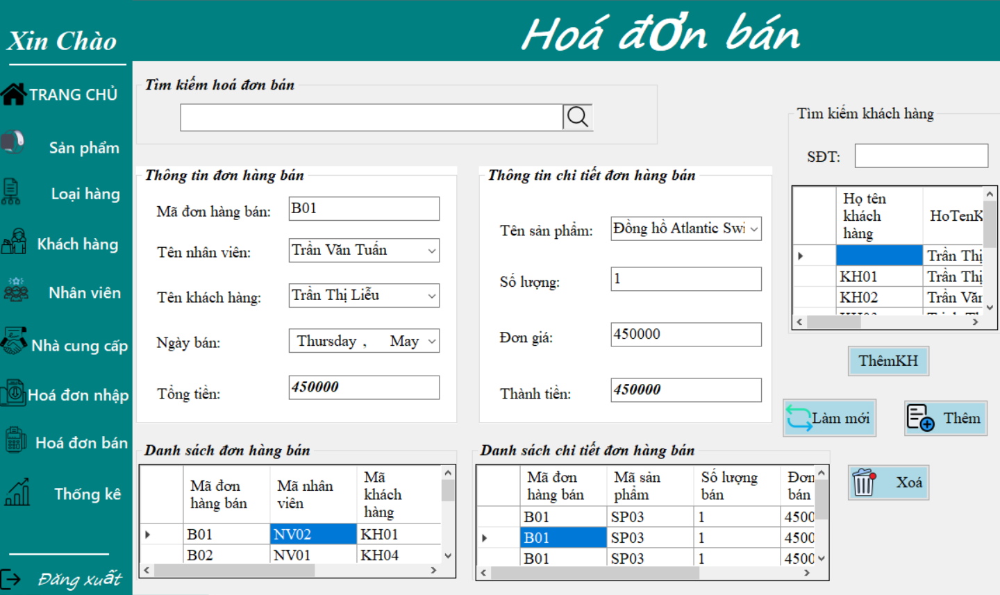 Xin Chào
TRANG CHỦ
Sản phẩm
Loại hàng
Khách hàng
Nhân viên
Nhà cung cấp
Hoá đơn nhập
Hoá đơn bán
Thống kê
Đăng xuất
Hoá đơn bán
Tìm kiếm hoá đơn bán
Thông tin đơn hàng bán
Mã đơn hàng bán: B01
Tên nhân viên: Trần Văn Tuấn
Tên khách hàng: Trần Thị Liễu
Ngày bán: Thursday , May
Tổng tiền: 450000
Thông tin chi tiết đơn hàng bán
Tên sản phẩm: Đồng hồ Atlantic Swi
Số lượng: 1
Đơn giá: 450000
Thành tiền: 450000
Tìm kiếm khách hàng
SĐT:
Họ tên khách hàng HoTenK
Trần Thị
KH01 Trần Thị
KH02 Trần Văn
ThêmKH
Làm mới
Thêm
Xoá
Danh sách đơn hàng bán
Mã đơn hàng bán Mã nhân viên Mã khách hàng
B01 NV02 KH01
B02 NV01 KH04
Danh sách chi tiết đơn hàng bán
Mã đơn hàng bán Mã sản phẩm Số lượng bán Đơn bán
B01 SP03 1 4500
B01 SP03 1 4500
B01 SP03 1 4500